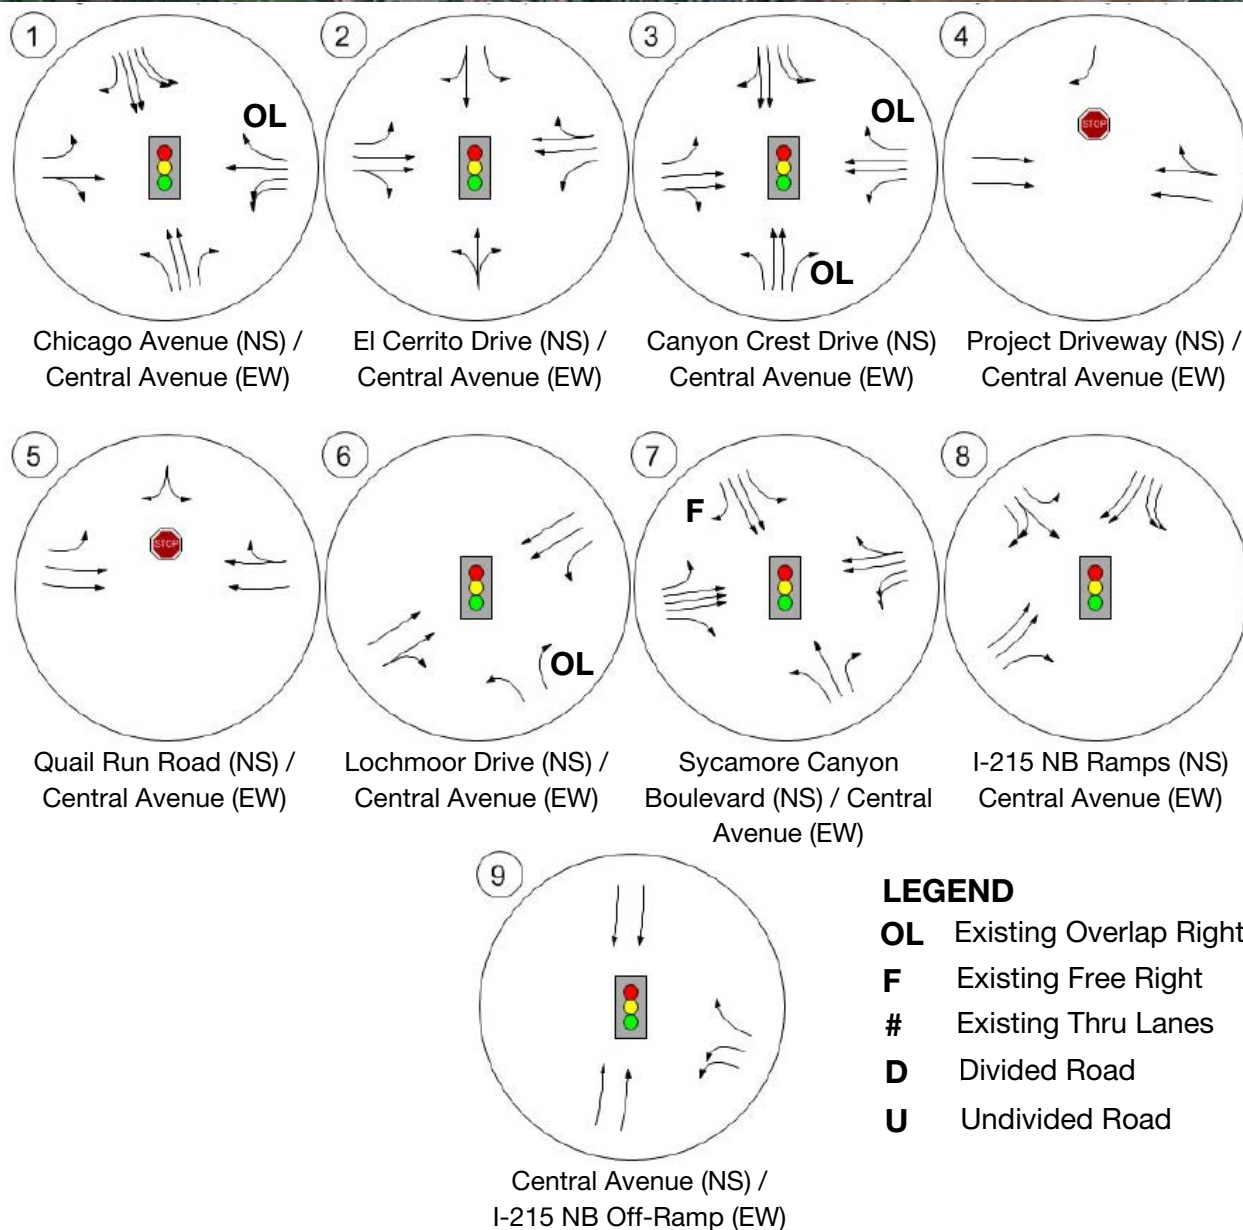 1
2
3
4
OL
OL
OL
STOP
Chicago Avenue (NS) /
Central Avenue (EW)
El Cerrito Drive (NS) /
Central Avenue (EW)
Canyon Crest Drive (NS)
Central Avenue (EW)
Project Driveway (NS) /
Central Avenue (EW)
5
6
7
8
STOP
OL
F
Quail Run Road (NS) /
Central Avenue (EW)
Lochmoor Drive (NS) /
Central Avenue (EW)
Sycamore Canyon
Boulevard (NS) / Central
Avenue (EW)
I-215 NB Ramps (NS)
Central Avenue (EW)
9
Central Avenue (NS) /
I-215 NB Off-Ramp (EW)
LEGEND
OL Existing Overlap Right
F Existing Free Right
# Existing Thru Lanes
D Divided Road
U Undivided Road